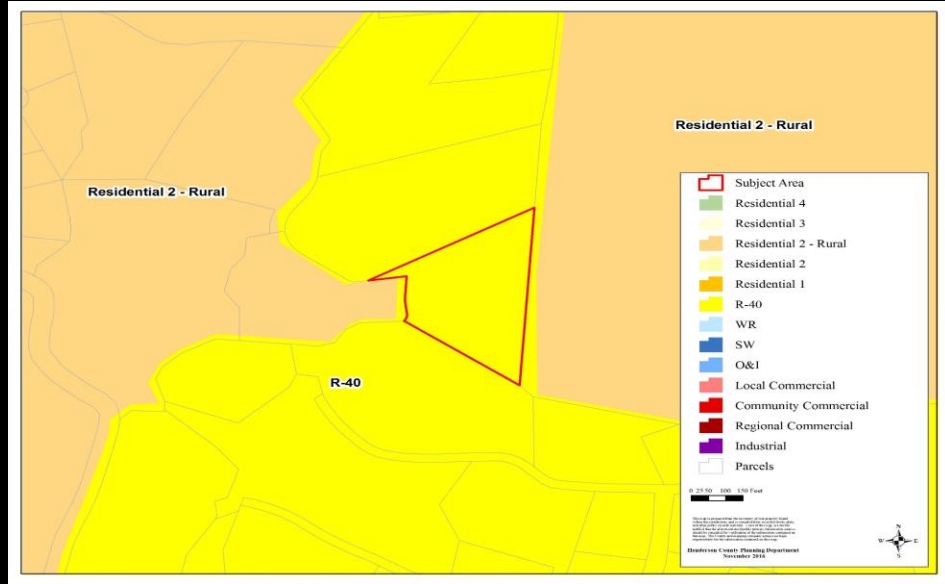 Residential 2 - Rural
Residential 2 - Rural
R-40
Subject Area
Residential 4
Residential 3
Residential 2 - Rural
Residential 2
Residential 1
R-40
WR
SW
O&I
Local Commercial
Community Commercial
Regional Commercial
Industrial
Parcels
0 25 50 100 150 Feet
Henderson County Planning Department
November 2016
N
W E
S